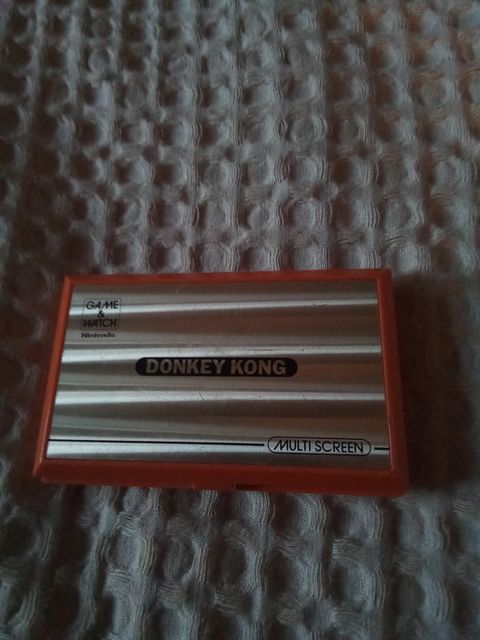 GAME
&
WATCH
Nintendo
DONKEY KONG
MULTI SCREEN